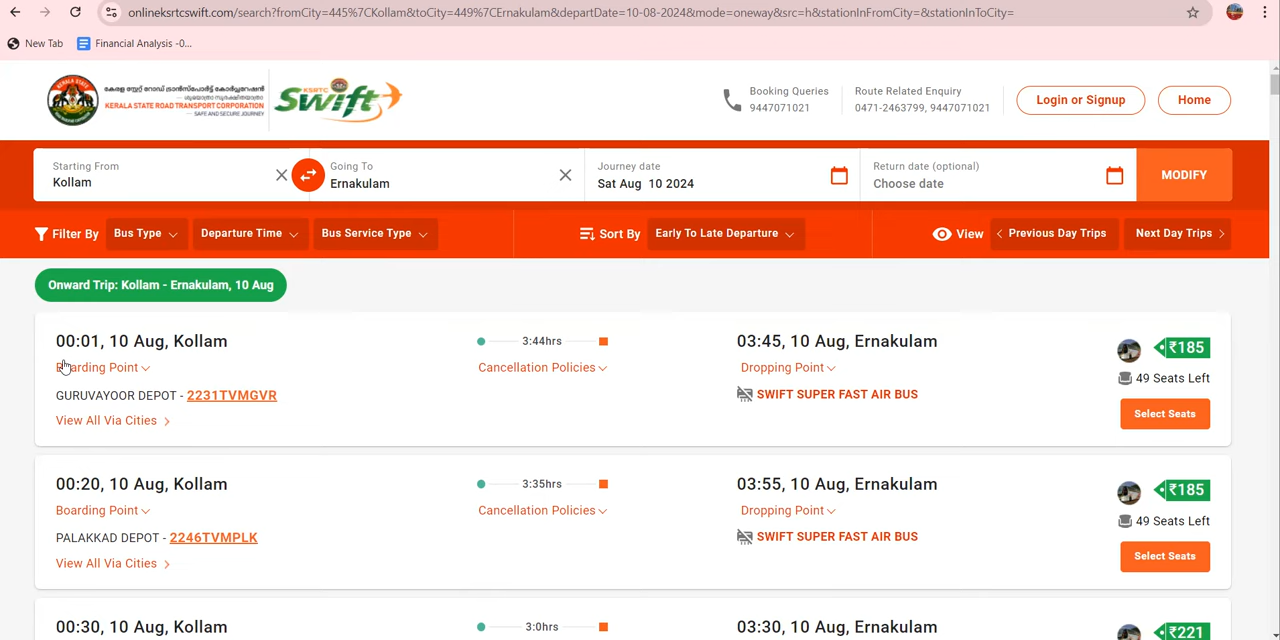 onlineksrtcswift.com/search?fromCity=445%7CKollam&toCity=449%7CErnakulam&departDate=10-08-2024&mode=oneway&src=h&stationInFromCity=&stationInToCity=
New Tab Financial Analysis -0...
KERALA STATE ROAD TRANSPORT CORPORATION
SAFE AND SECURE JOURNEY
KSRTC
Swift
Booking Queries
9447071021
Route Related Enquiry
0471-2463799, 9447071021
Login or Signup
Home
Starting From
Kollam
Going To
Ernakulam
Journey date
Sat Aug 10 2024
Return date (optional)
Choose date
MODIFY
Filter By Bus Type Departure Time Bus Service Type Sort By Early To Late Departure View Previous Day Trips Next Day Trips
Onward Trip: Kollam - Ernakulam, 10 Aug
00:01, 10 Aug, Kollam 3:44hrs 03:45, 10 Aug, Ernakulam ₹185
Boarding Point Cancellation Policies Dropping Point 49 Seats Left
GURUVAYOOR DEPOT - 2231TVMGVR SWIFT SUPER FAST AIR BUS Select Seats
View All Via Cities
00:20, 10 Aug, Kollam 3:35hrs 03:55, 10 Aug, Ernakulam ₹185
Boarding Point Cancellation Policies Dropping Point 49 Seats Left
PALAKKAD DEPOT - 2246TVMPLK SWIFT SUPER FAST AIR BUS Select Seats
View All Via Cities
00:30, 10 Aug, Kollam 3:0hrs 03:30, 10 Aug, Ernakulam ₹221